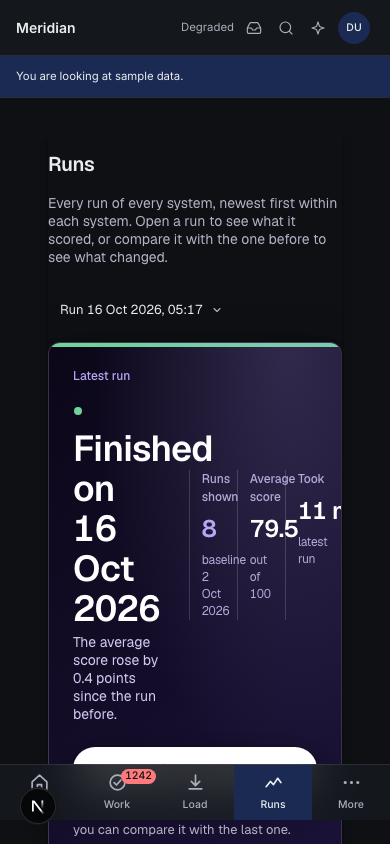 Meridian
Degraded
DU
You are looking at sample data.
Runs
Every run of every system, newest first within
each system. Open a run to see what it
scored, or compare it with the one before to
see what changed.
Run 16 Oct 2026, 05:17
Latest run
Finished
on
16
Oct
2026
The average
score rose by
0.4 points
since the run
before.
Runs
shown
8
baseline
2
Oct
2026
Average
score
79.5
out
of
100
Took
11
latest
run
N
1242
Work
Load
Runs
More
you can compare it with the last one.